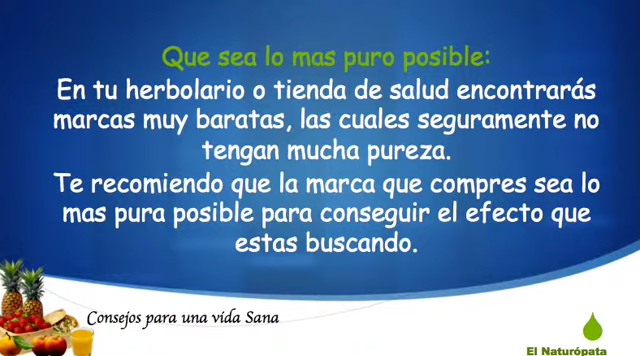 Que sea lo mas puro posible:
En tu herbolario o tienda de salud encontrarás
marcas muy baratas, las cuales seguramente no
tengan mucha pureza.
Te recomiendo que la marca que compres sea lo
mas pura posible para conseguir el efecto que
estas buscando.
Consejos para una vida Sana
El Naturópata